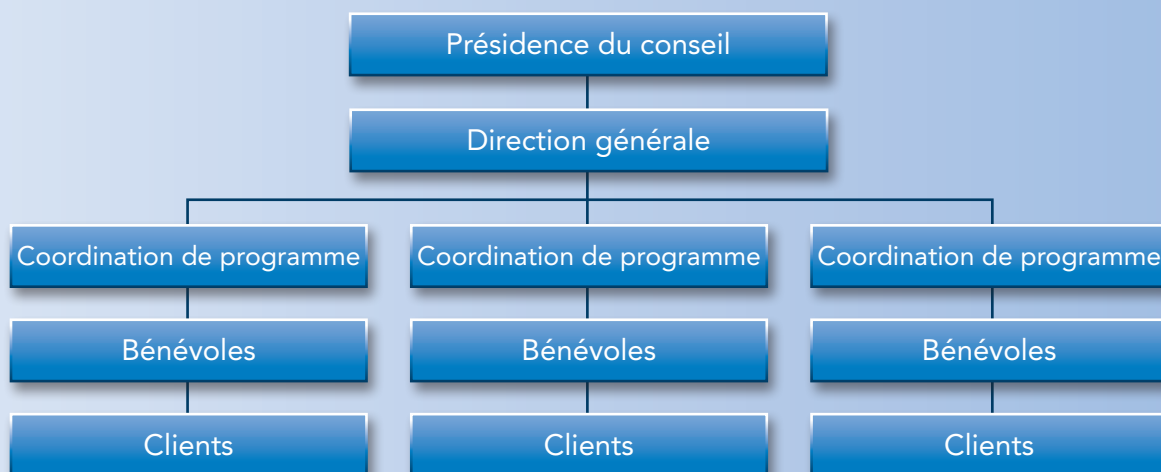 Présidence du conseil
Direction générale
Coordination de programme
Coordination de programme
Coordination de programme
Bénévoles
Bénévoles
Bénévoles
Clients
Clients
Clients